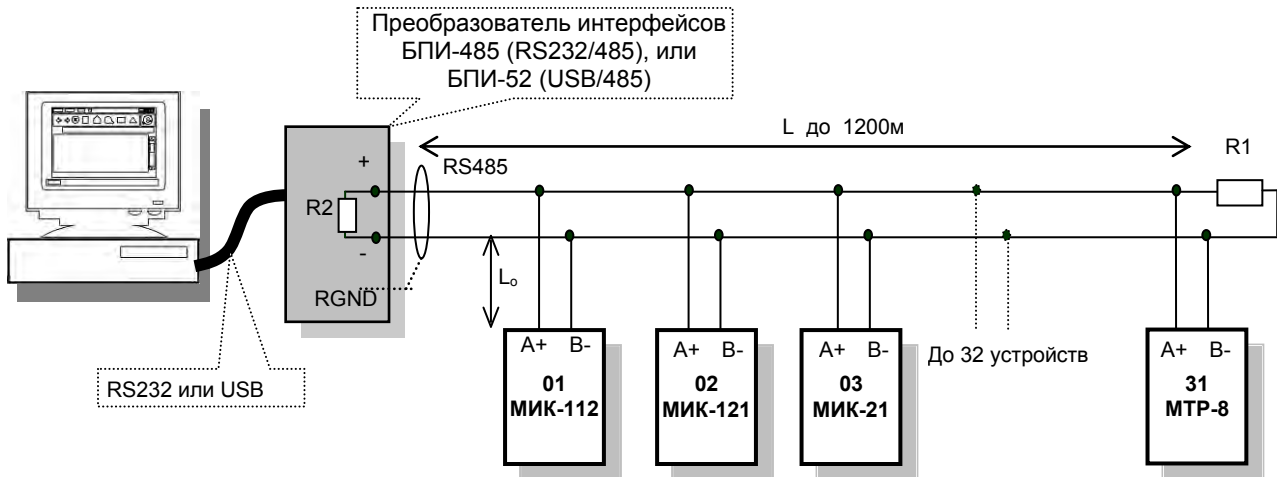 Преобразователь интерфейсов
БПИ-485 (RS232/485), или
БПИ-52 (USB/485)
L до 1200м
R1
+
RS485
R2
-
RGND
Lо
A+ B-
01
МИК-112
A+ B-
02
МИК-121
A+ B-
03
МИК-21
До 32 устройств
A+ B-
31
МТР-8
RS232 или USB